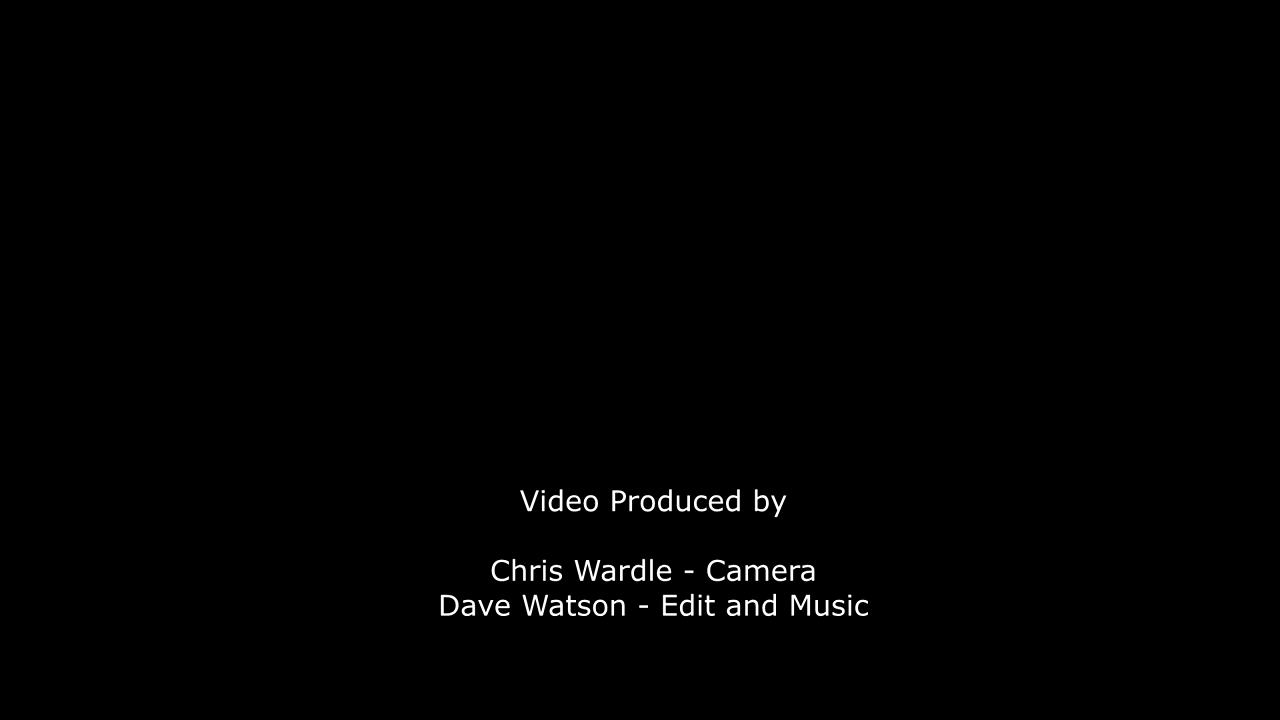 Video Produced by
Chris Wardle - Camera
Dave Watson - Edit and Music